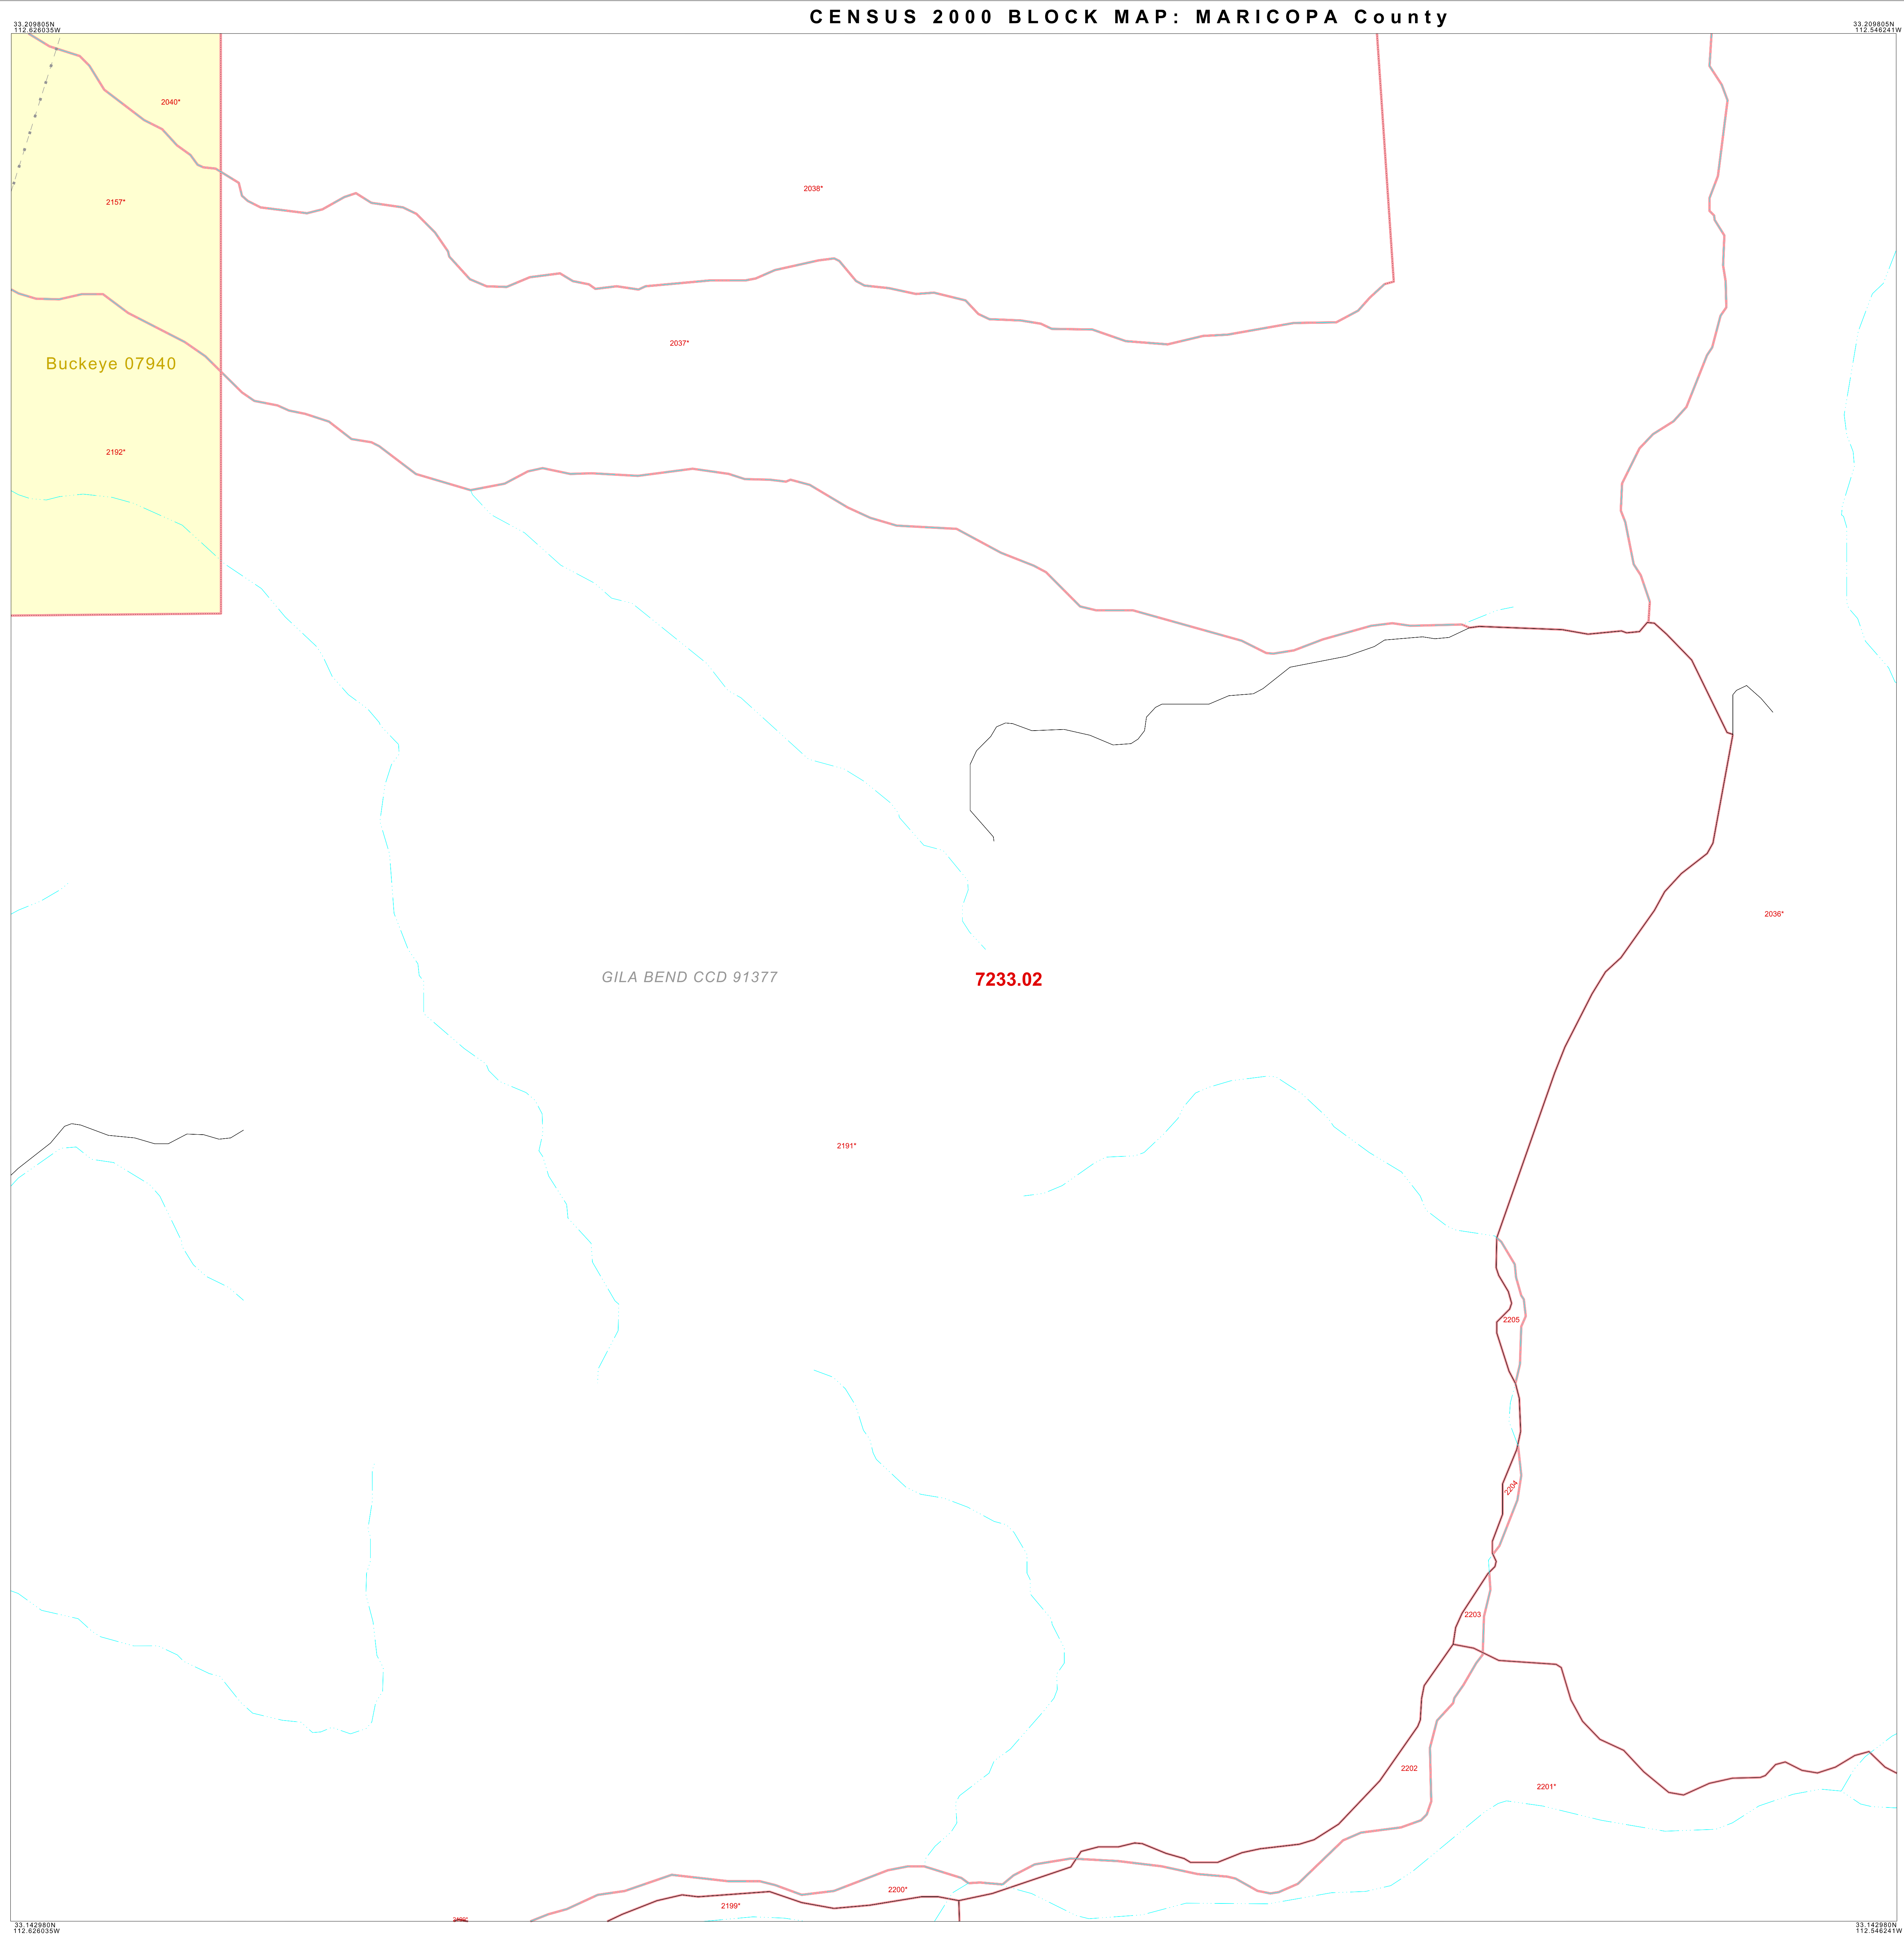 CENSUS 2000 BLOCK MAP: MARICOPA County
33.209805N
112.626035W
33.209805N
112.546241W
2040*
2038*
2157*
2037*
Buckeye 07940
2192*
2036*
GILA BEND CCD 91377
7233.02
2191*
2205
2204
2203
2202
2201*
2200*
2199*
33.142980N
112.626035W
33.142980N
112.546241W